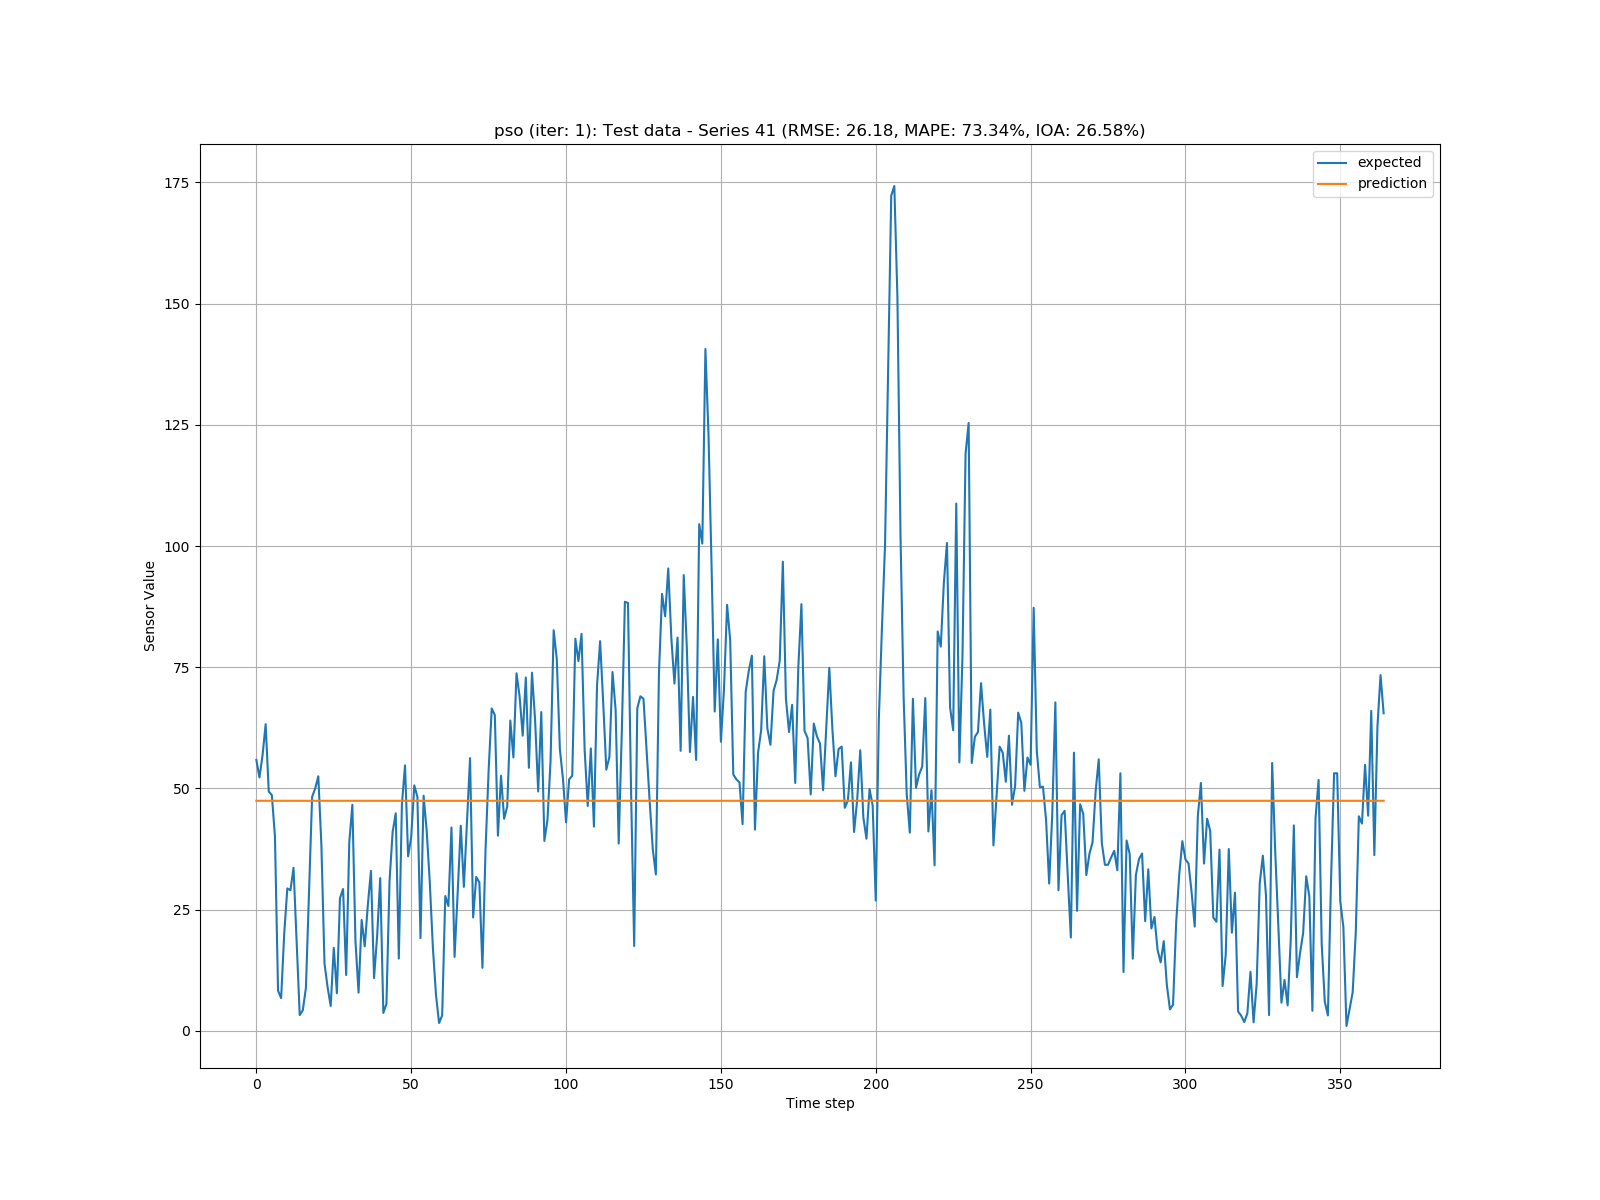 pso (iter: 1): Test data - Series 41 (RMSE: 26.18, MAPE: 73.34%, IOA: 26.58%)
expected
prediction
175
150
125
100
75
50
25
0
Sensor Value
0 50 100 150 200 250 300 350
Time step